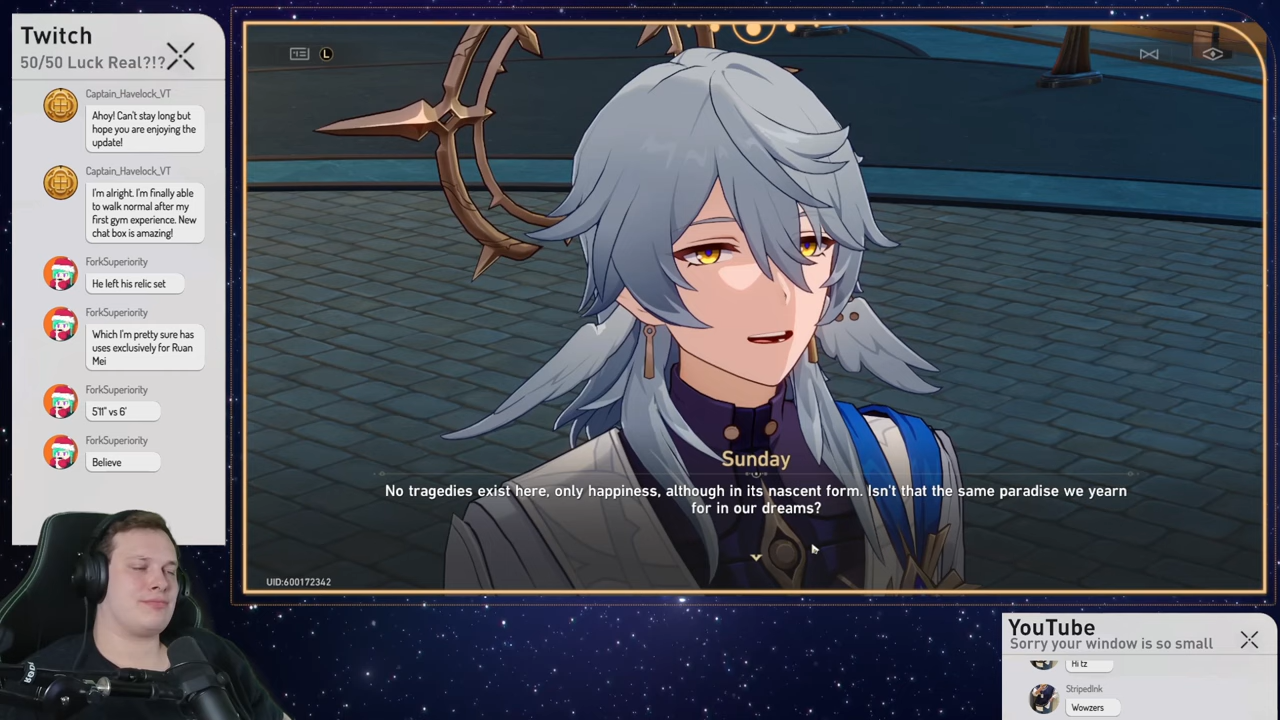 Twitch
50/50 Luck Real?!?
Captain_Havelock_VT
Ahoy! Can't stay long but
hope you are enjoying the
update!
Captain_Havelock_VT
I'm alright. I'm finally able
to walk normal after my
first gym experience. New
chat box is amazing!
ForkSuperiority
He left his relic set
ForkSuperiority
Which I'm pretty sure has
uses exclusively for Ruan
Mei
ForkSuperiority
5'11" vs 6'
ForkSuperiority
Believe
L
Sunday
No tragedies exist here, only happiness, although in its nascent form. Isn't that the same paradise we yearn
for in our dreams?
UID:600172342
YouTube
Sorry your window is so small
Hi tz
StripedInk
Wowzers